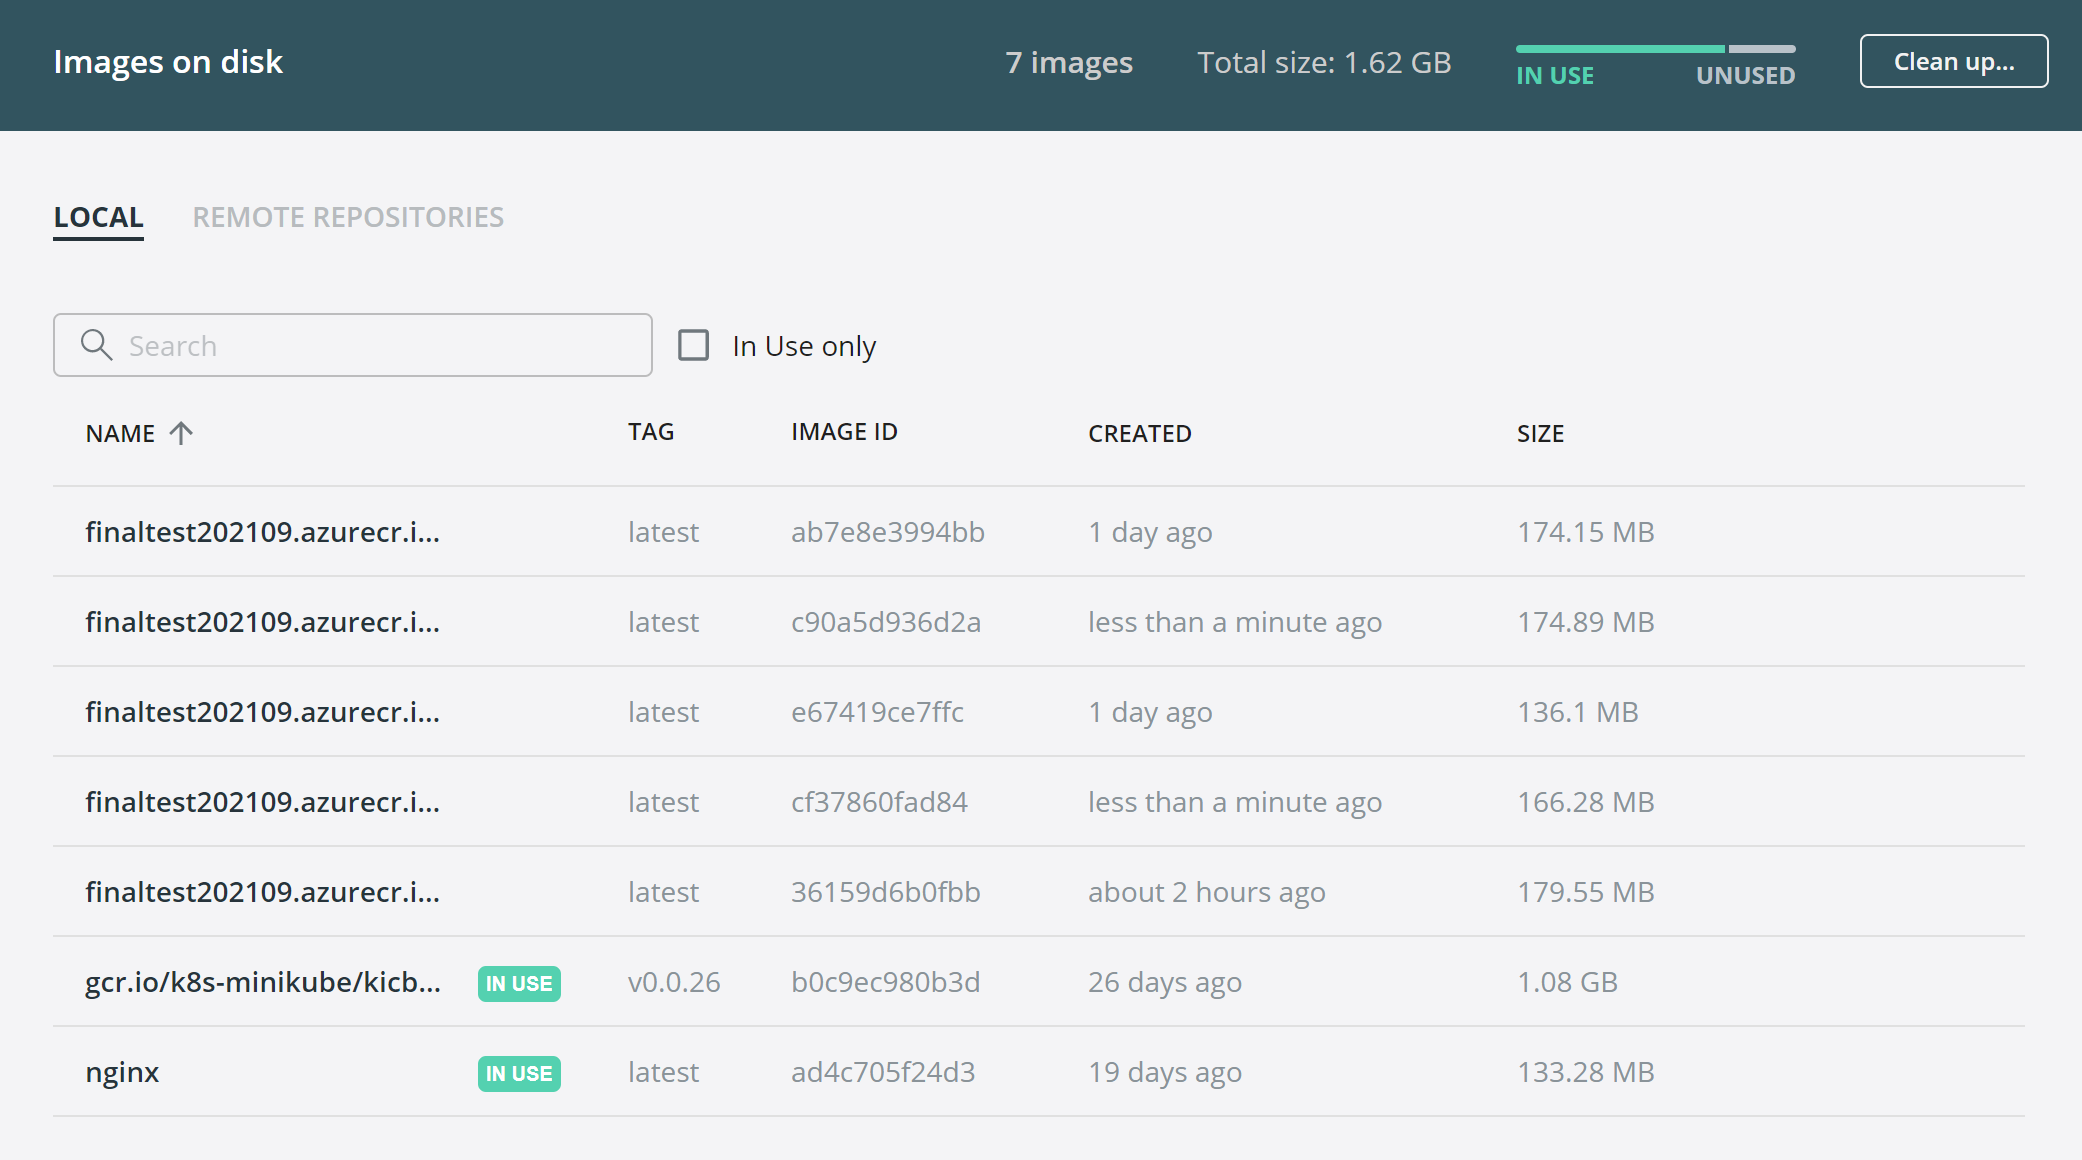 Images on disk 7 images Total size: 1.62 GB IN USE UNUSED Clean up...
LOCAL REMOTE REPOSITORIES
Search In Use only
NAME TAG IMAGE ID CREATED SIZE
finaltest202109.azurecr.i... latest ab7e8e3994bb 1 day ago 174.15 MB
finaltest202109.azurecr.i... latest c90a5d936d2a less than a minute ago 174.89 MB
finaltest202109.azurecr.i... latest e67419ce7ffc 1 day ago 136.1 MB
finaltest202109.azurecr.i... latest cf37860fad84 less than a minute ago 166.28 MB
finaltest202109.azurecr.i... latest 36159d6b0fbb about 2 hours ago 179.55 MB
gcr.io/k8s-minikube/kicb... IN USE v0.0.26 b0c9ec980b3d 26 days ago 1.08 GB
nginx IN USE latest ad4c705f24d3 19 days ago 133.28 MB